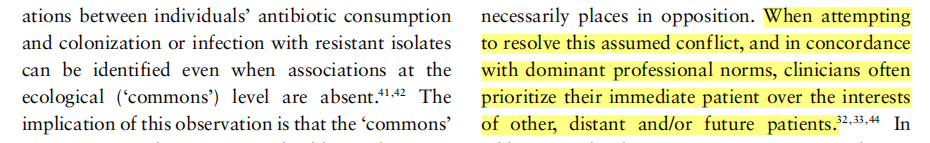 ations between individuals’ antibiotic consumption
and colonization or infection with resistant isolates
can be identified even when associations at the
ecological (‘commons’) level are absent.41,42 The
implication of this observation is that the ‘commons’
necessarily places in opposition. When attempting
to resolve this assumed conflict, and in concordance
with dominant professional norms, clinicians often
prioritize their immediate patient over the interests
of other, distant and/or future patients.32,33,44 In